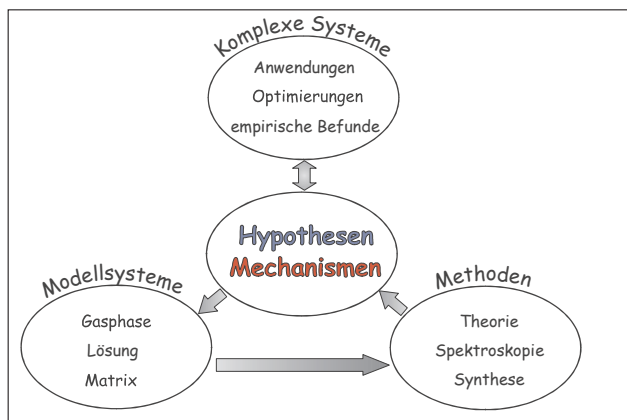 Komplexe Systeme
Anwendungen
Optimierungen
empirische Befunde
Hypothesen
Mechanismen
Modellsysteme
Gasphase
Lösung
Matrix
Methoden
Theorie
Spektroskopie
Synthese